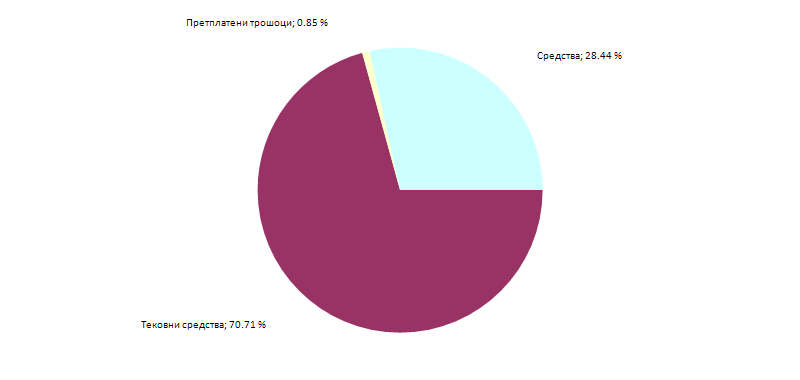 Претплатени трошоци; 0.85 %
Средства; 28.44 %
Тековни средства; 70.71 %